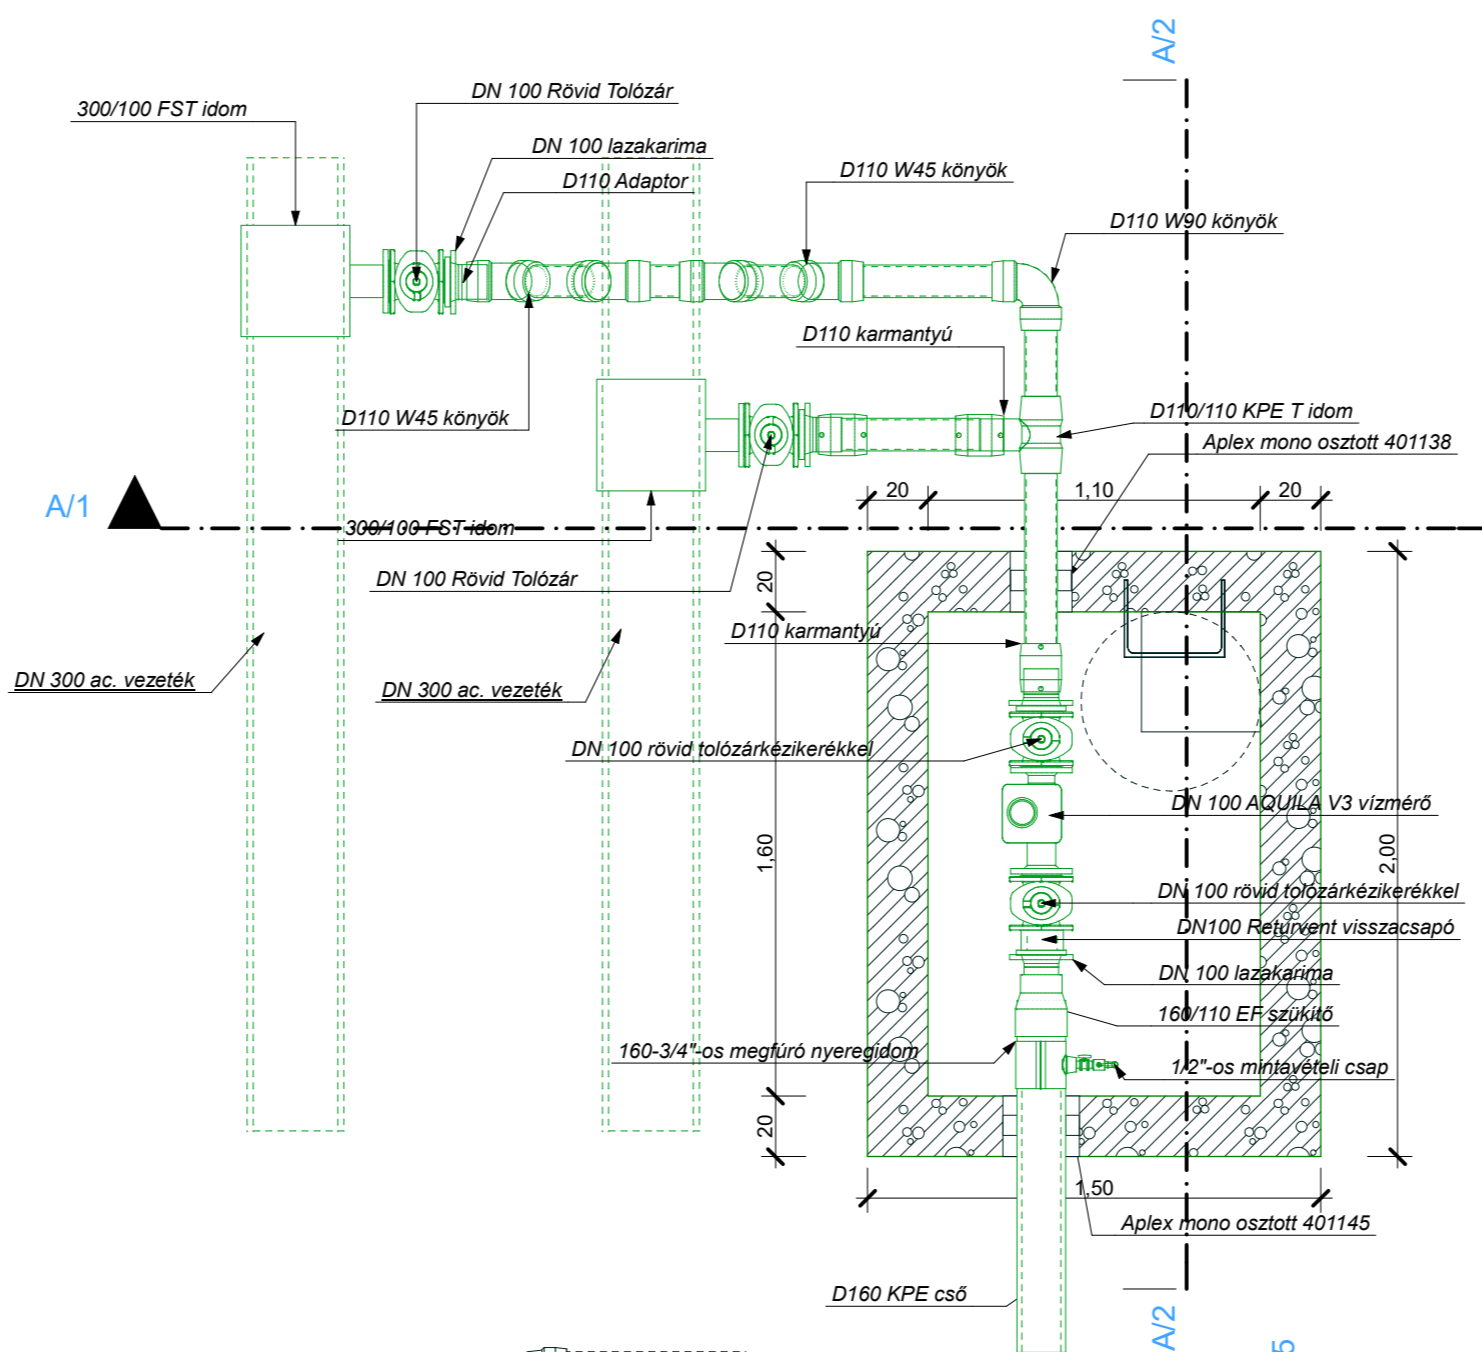 A/2
DN 100 Rövid Tolózár
300/100 FST idom
DN 100 lazakarima
D110 Adaptor
D110 W45 könyök
D110 W90 könyök
D110 karmantyú
D110 W45 könyök
D110/110 KPE T idom
Aplex mono osztott 401138
A/1
20
1,10
20
300/100 FST idom
DN 100 Rövid Tolózár
20
D110 karmantyú
DN 300 ac. vezeték
DN 300 ac. vezeték
DN 100 rövid tolózárkézikerékkel
DN 100 AQUILA V3 vízmérő
1,60
2,00
DN 100 rövid tolózárkézikerékkel
DN100 Returvent visszacsapó
DN 100 lazakarima
160/110 EF szükítő
160-3/4"-os megfúró nyeregidom
1/2"-os mintavételi csap
20
1,50
Aplex mono osztott 401145
D160 KPE cső
A/2
5